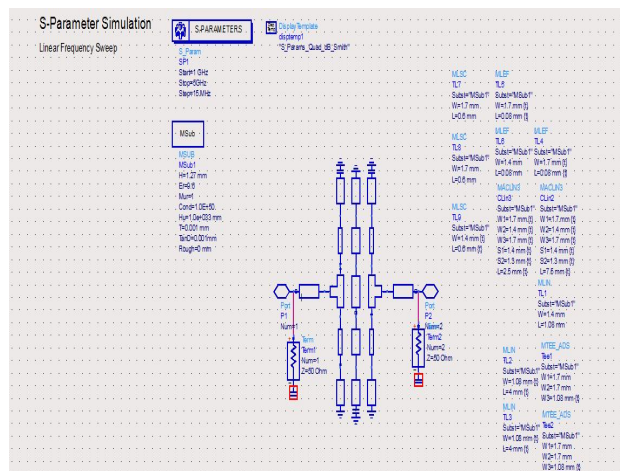 S-Parameter Simulation
Linear Frequency Sweep
S-PARAMETERS
S_Param
SP1
Start=1 GHz
Stop=5GHz
Step=15.MHz
DisplayTemplate
disptemp1
"S_Params_Quad_dB_Smith"
MSub
MSUB
MSub1
H=1.27 mm
Er=9.6
Mur=1
Cond=1.0E+50
Hu=1.0e+033 mm
T=0.001 mm
TanD=0.001mm
Rough=0 mm
Port
P1
Num=1
Term
Term1
Num=1
Z=50 Ohm
Port
P2
Num=2
Term2
Num=2
Z=50 Ohm
MLSC
TL7
Subst="MSub1"
W=1.7 mm
L=0.6 mm
MLEF
Subst="MSub1"
W=1.7 mm {t}
L=0.08 mm {t}
MLSC
TL8
Subst="MSub1"
W=1.7 mm
L=0.6 mm
MLEF
TL6
Subst="MSub1"
W=1.4 mm
L=0.08 mm {t}
MLEF
TL4
Subst="MSub1"
W=1.7 mm {t}
L=0.08 mm {t}
MLSC
TL9
Subst="MSub1"
W=1.4 mm {t}
L=0.6 mm {t}
MACLIN3
CLin3
Subst="MSub1"
W1=1.7 mm {t}
W2=1.4 mm {t}
W3=1.7 mm {t}
S1=1.4 mm {t}
S2=1.3 mm {t}
L=2.5 mm {t}
MACLIN3
CLin2
Subst="MSub1"
W1=1.7 mm {t}
W2=1.4 mm {t}
W3=1.7 mm {t}
S1=1.4 mm {t}
S2=1.3 mm {t}
L=7.5 mm {t}
MLIN
TL1
Subst="MSub1"
W=1.4 mm
L=1.08 mm
MLIN
TL2
Subst="MSub1"
W=1.08 mm {t}
L=4 mm {t}
MTEE_ADS
Tee1
Subst="MSub1"
W1=1.7 mm
W2=1.7 mm
W3=1.08 mm {t}
MLIN
TL3
Subst="MSub1"
W=1.08 mm {t}
L=4 mm {t}
MTEE_ADS
Tee2
Subst="MSub1"
W1=1.7 mm
W2=1.7 mm
W3=1.08 mm {t}